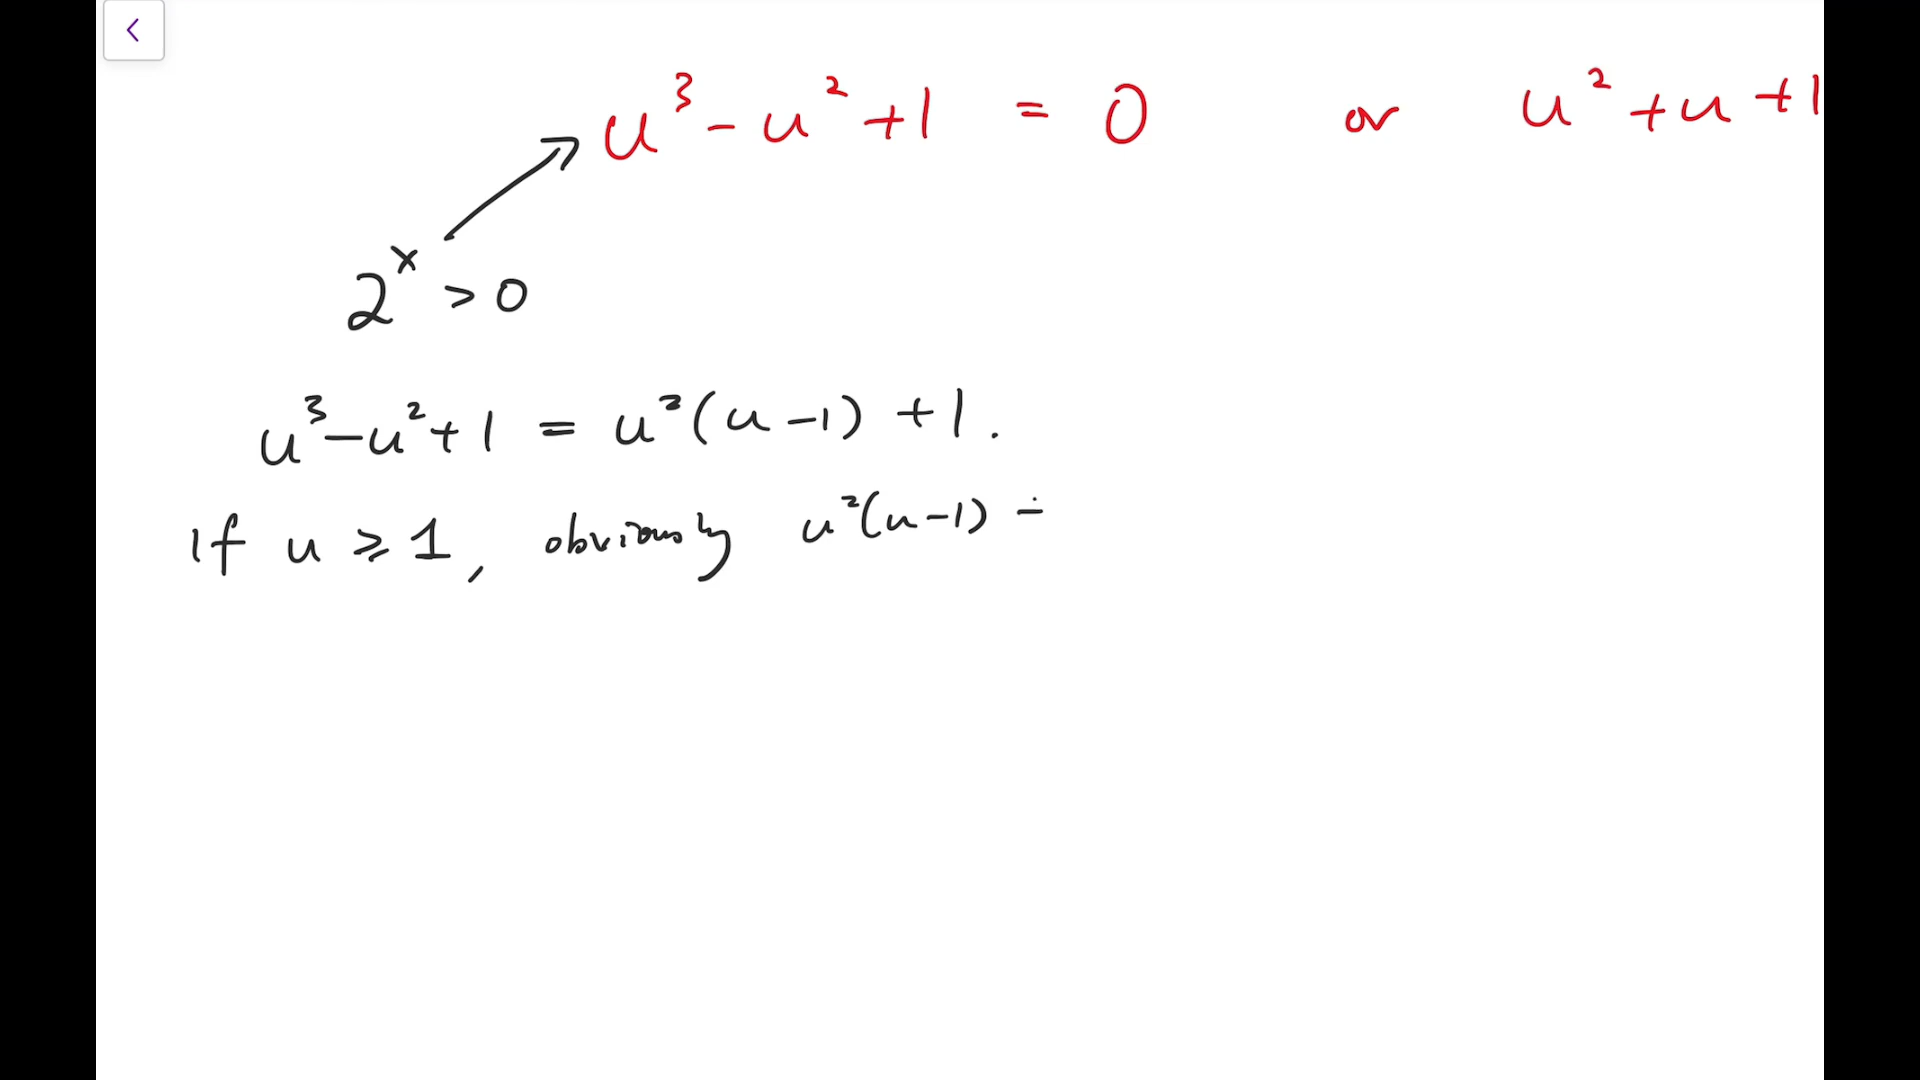 u³ - u² + 1 = 0 or u² + u + 1
2ˣ > 0
u³ - u² + 1 = u²(u - 1) + 1.
If u ≥ 1, obviously u²(u - 1)